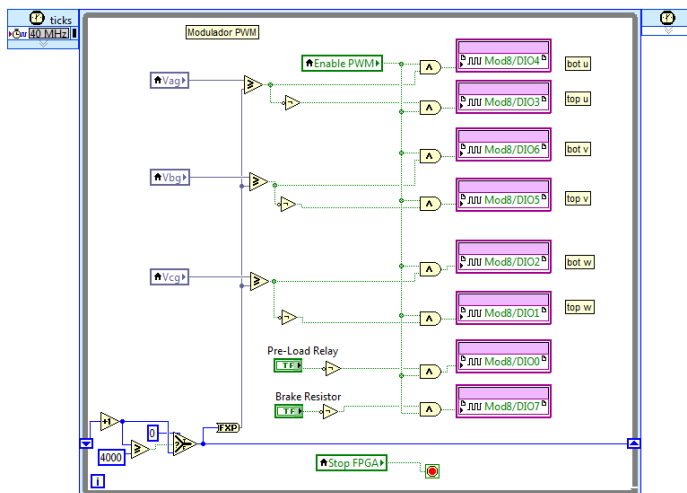 ticks
40 MHz
Modulador PWM
Enable PWM
Mod8/DIO4
bot u
Vag
Mod8/DIO3
top u
Mod8/DIO6
bot v
Vbg
Mod8/DIO5
top v
Mod8/DIO2
bot w
Vcg
Mod8/DIO1
top w
Pre-Load Relay
TF
Mod8/DIO0
Brake Resistor
TF
Mod8/DIO7
+1
0
FXP
4000
?
Stop FPGA
i